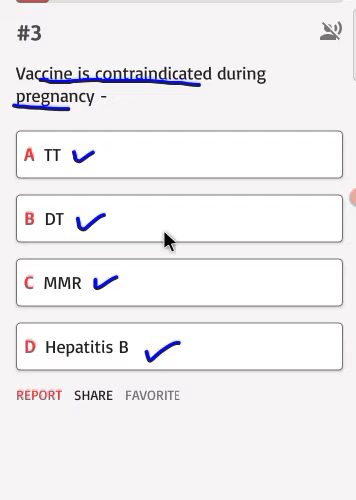 #3
Vaccine is contraindicated during
pregnancy -
A TT
B DT
C MMR
D Hepatitis B
REPORT SHARE FAVORITE